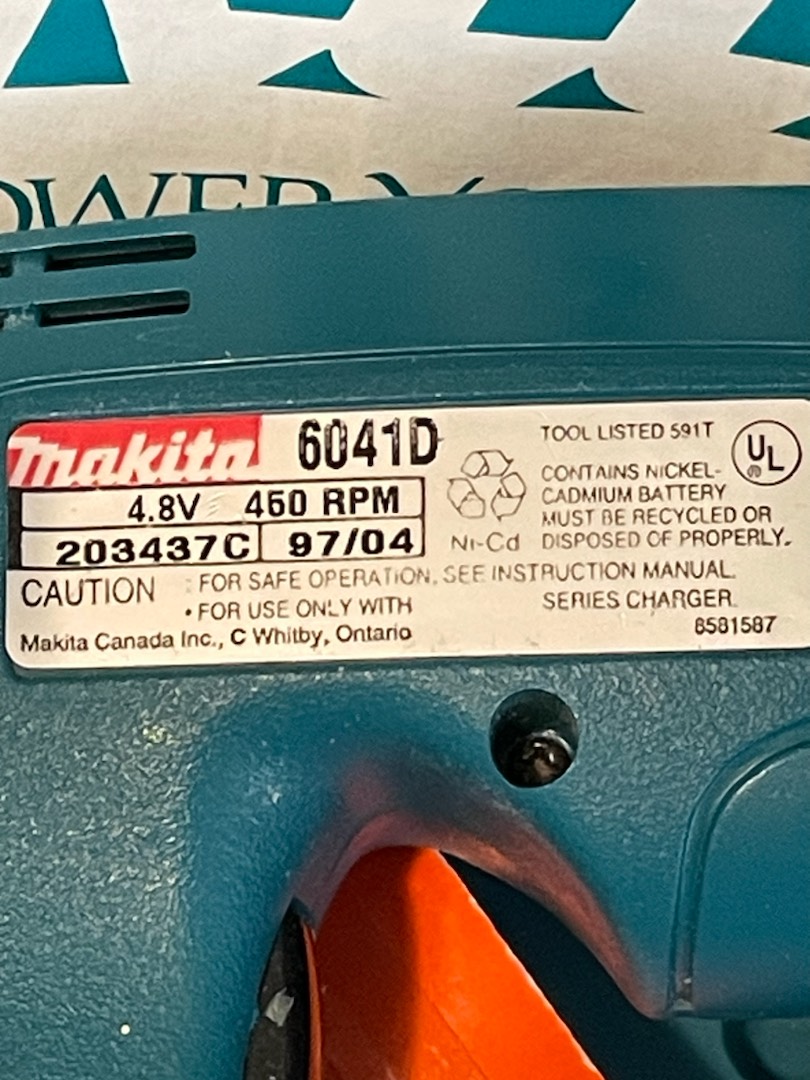 OWER
makita 6041D
4.8V 450 RPM
203437C 97/04
Ni-Cd
TOOL LISTED 591T
UL
CONTAINS NICKEL-
CADMIUM BATTERY
MUST BE RECYCLED OR
DISPOSED OF PROPERLY.
CAUTION : FOR SAFE OPERATION, SEE INSTRUCTION MANUAL.
• FOR USE ONLY WITH SERIES CHARGER.
Makita Canada Inc., C Whitby, Ontario 8581587